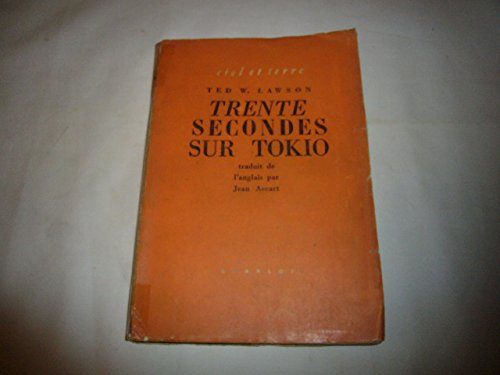 ciel et terre
TED W. LAWSON
TRENTE
SECONDES
SUR TOKIO
traduit de
l'anglais par
Jean Accart